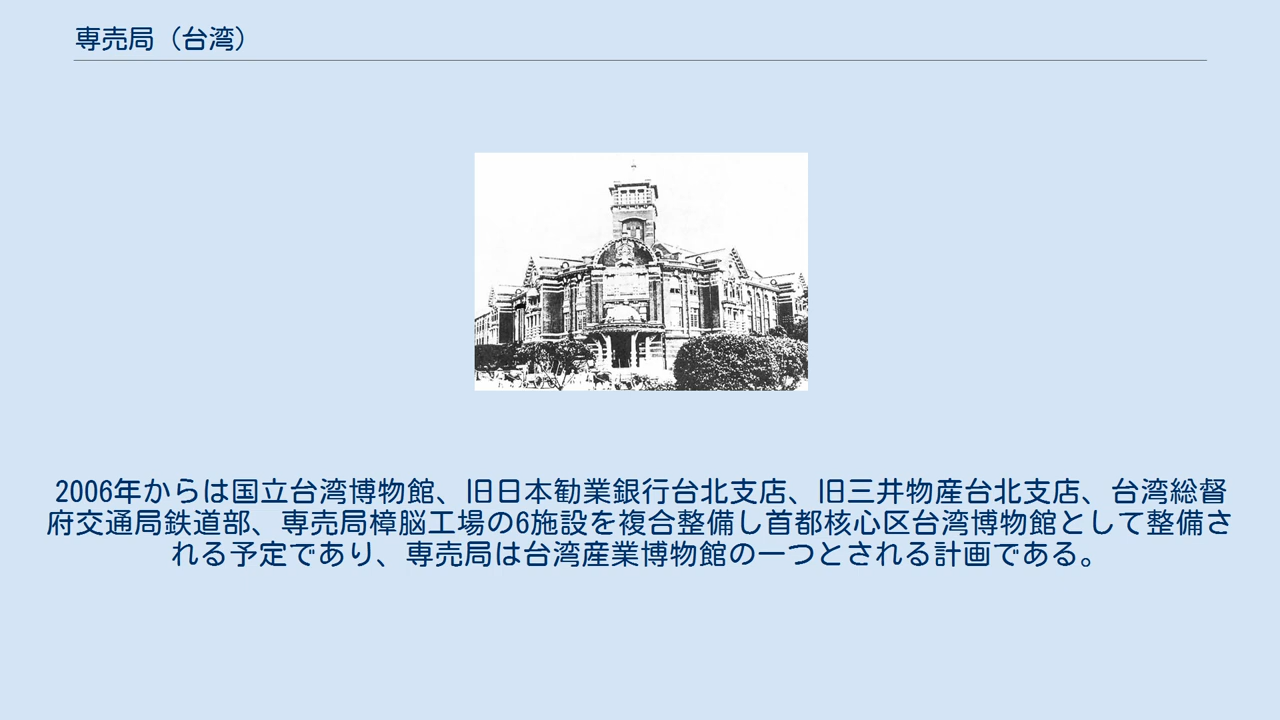 専売局（台湾）
2006年からは国立台湾博物館、旧日本勧業銀行台北支店、旧三井物産台北支店、台湾総督
府交通局鉄道部、専売局樟脳工場の6施設を複合整備し首都核心区台湾博物館として整備さ
れる予定であり、専売局は台湾産業博物館の一つとされる計画である。